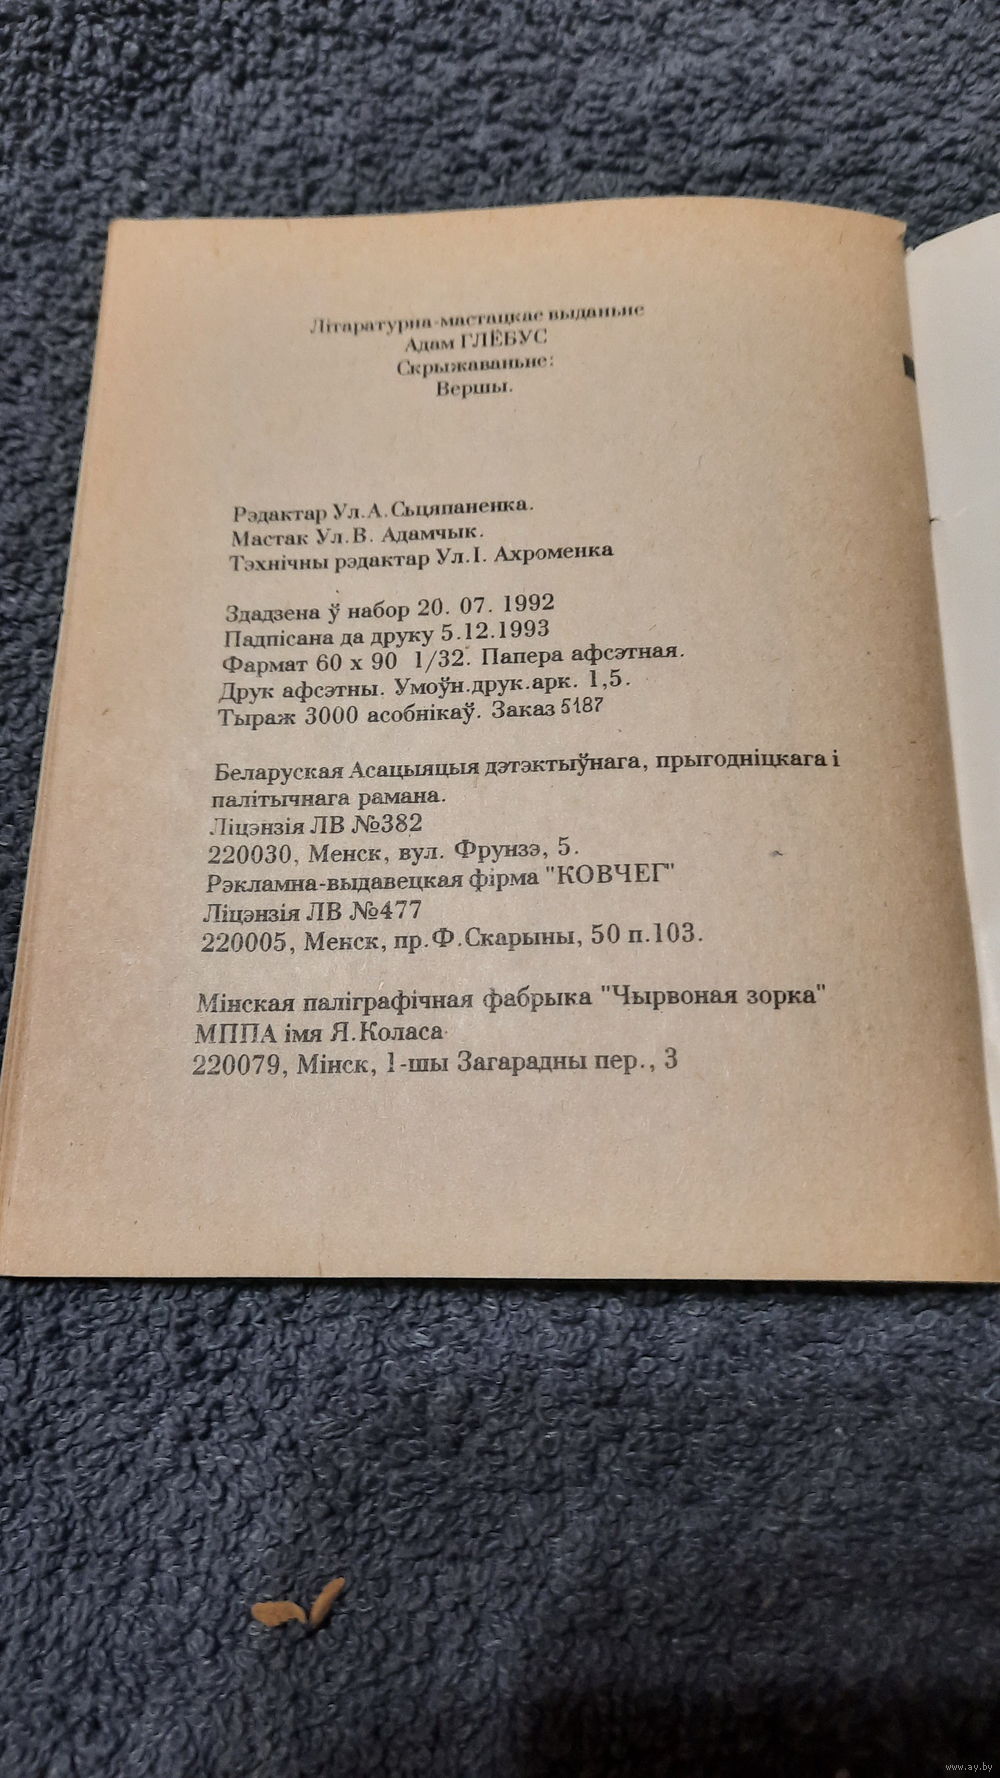 Літаратурна-мастацкае выданьне
Адам ГЛЁБУС
Скрыжаваньне:
Вершы.
Рэдактар Ул.А.Сьцяпаненка.
Мастак Ул.В. Адамчык.
Тэхнічны рэдактар Ул.І. Ахроменка
Здадзена ў набор 20. 07. 1992
Падпісана да друку 5.12.1993
Фармат 60 х 90 1/32. Папера афсэтная.
Друк афсэтны. Умоўн.друк.арк. 1,5.
Тыраж 3000 асобнікаў. Заказ 5187
Беларуская Асацыяцыя дэтэктыўнага, прыгодніцкага і
палітычнага рамана.
Ліцэнзія ЛВ №382
220030, Менск, вул. Фрунзэ, 5.
Рэкламна-выдавецкая фірма "КОВЧЕГ"
Ліцэнзія ЛВ №477
220005, Менск, пр.Ф.Скарыны, 50 п.103.
Мінская паліграфічная фабрыка "Чырвоная зорка"
МППА імя Я.Коласа
220079, Мінск, 1-шы Загарадны пер., 3
www.ay.by